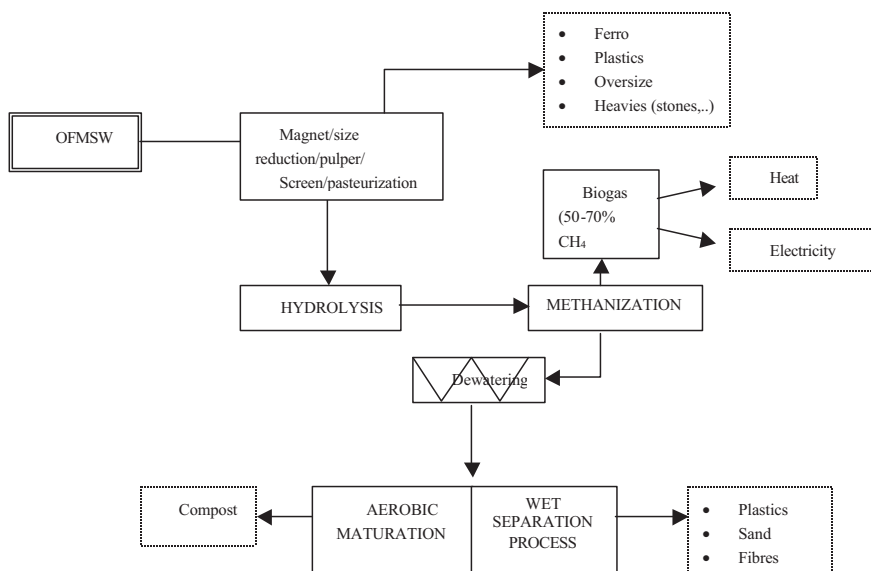 • Ferro
• Plastics
• Oversize
• Heavies (stones,..)
OFMSW
Magnet/size
reduction/pulper/
Screen/pasteurization
Biogas
(50-70%
CH₄
Heat
Electricity
HYDROLYSIS
METHANIZATION
Dewatering
Compost
AEROBIC
MATURATION
WET
SEPARATION
PROCESS
• Plastics
• Sand
• Fibres